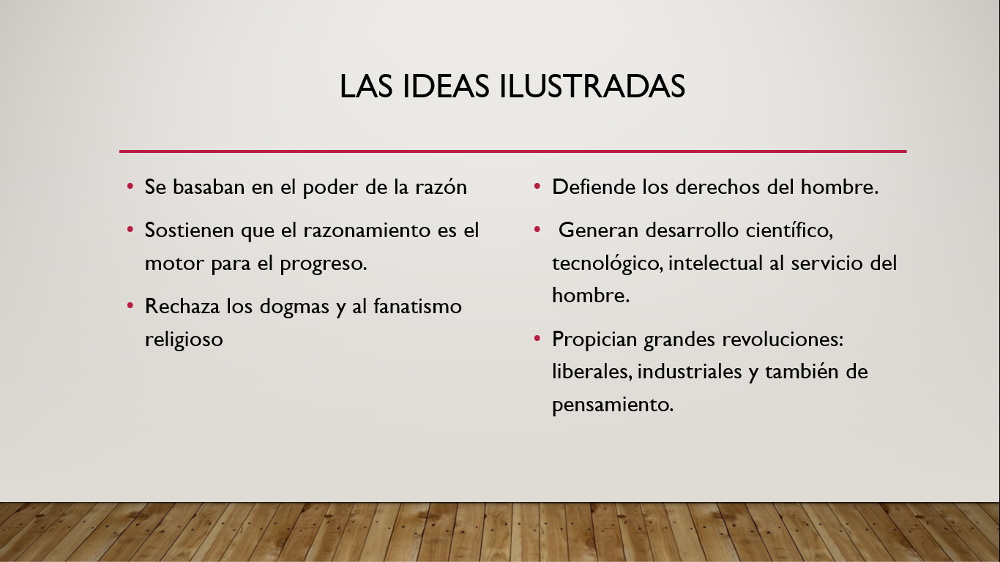 LAS IDEAS ILUSTRADAS
• Se basaban en el poder de la razón
• Sostienen que el razonamiento es el
motor para el progreso.
• Rechaza los dogmas y al fanatismo
religioso
• Defiende los derechos del hombre.
• Generan desarrollo científico,
tecnológico, intelectual al servicio del
hombre.
• Propician grandes revoluciones:
liberales, industriales y también de
pensamiento.